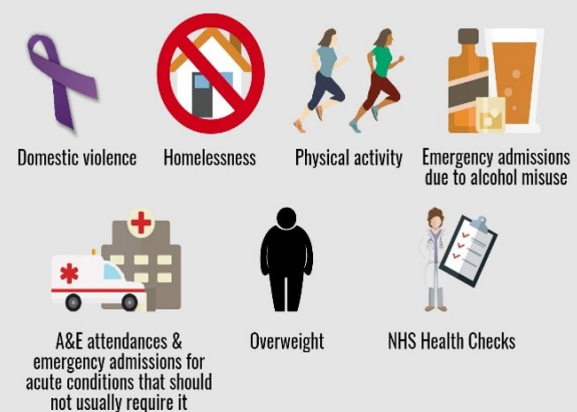 Domestic violence
Homelessness
Physical activity
Emergency admissions
due to alcohol misuse
A&E attendances &
emergency admissions for
acute conditions that should
not usually require it
Overweight
NHS Health Checks